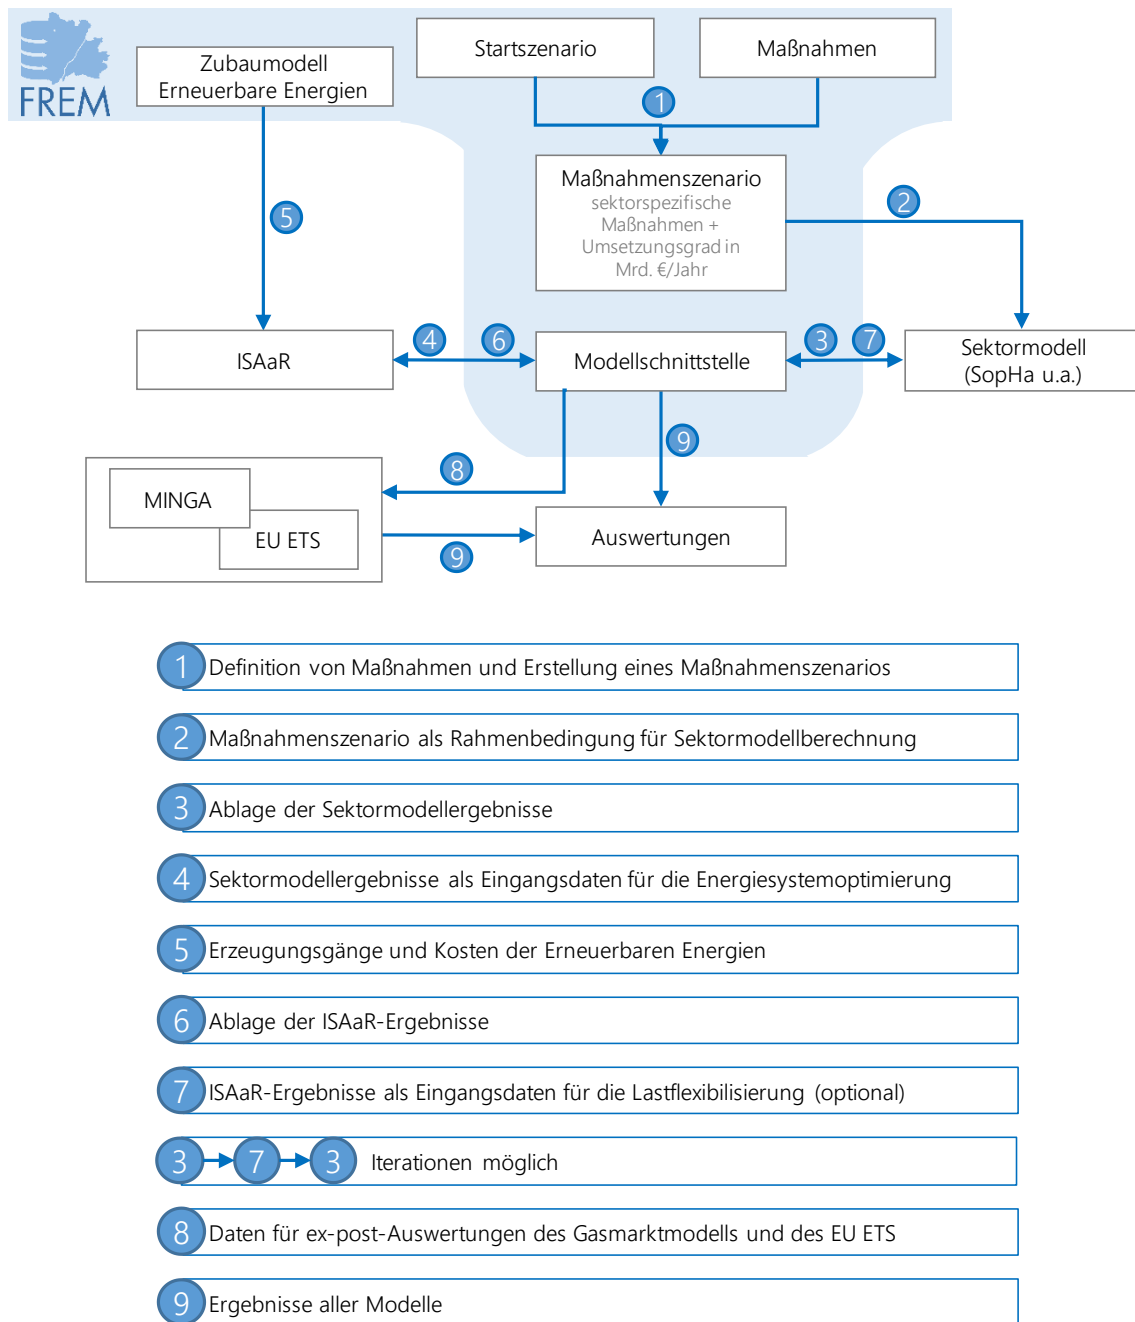 FREM
Zubaumodell
Erneuerbare Energien
Startszenario
Maßnahmen
1
Maßnahmenszenario
sektorspezifische
Maßnahmen +
Umsetzungsgrad in
Mrd. €/Jahr
2
5
ISAaR
4
6
Modellschnittstelle
3
7
Sektormodell
(SopHa u.a.)
8
9
MINGA
EU ETS
9
Auswertungen
1 Definition von Maßnahmen und Erstellung eines Maßnahmenszenarios
2 Maßnahmenszenario als Rahmenbedingung für Sektormodellberechnung
3 Ablage der Sektormodellergebnisse
4 Sektormodellergebnisse als Eingangsdaten für die Energiesystemoptimierung
5 Erzeugungsgänge und Kosten der Erneuerbaren Energien
6 Ablage der ISAaR-Ergebnisse
7 ISAaR-Ergebnisse als Eingangsdaten für die Lastflexibilisierung (optional)
3 7 3 Iterationen möglich
8 Daten für ex-post-Auswertungen des Gasmarktmodells und des EU ETS
9 Ergebnisse aller Modelle